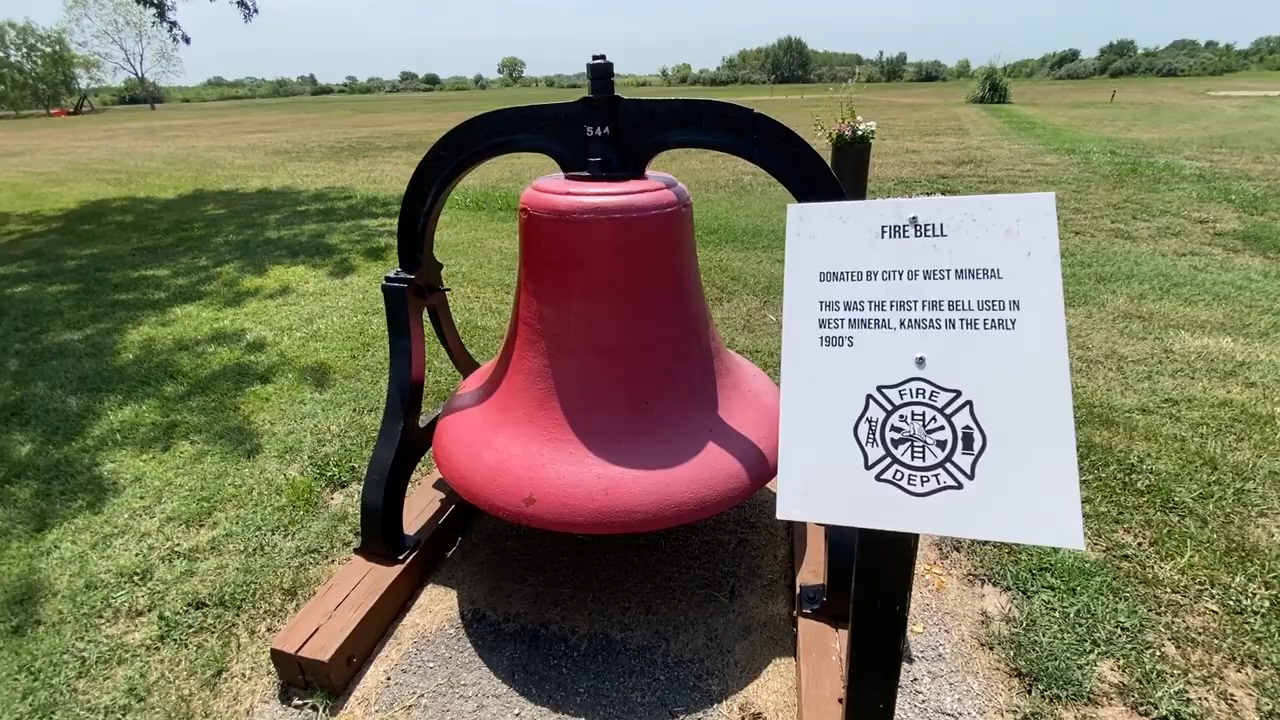 544
FIRE BELL
DONATED BY CITY OF WEST MINERAL
THIS WAS THE FIRST FIRE BELL USED IN
WEST MINERAL, KANSAS IN THE EARLY
1900'S
FIRE
DEPT.